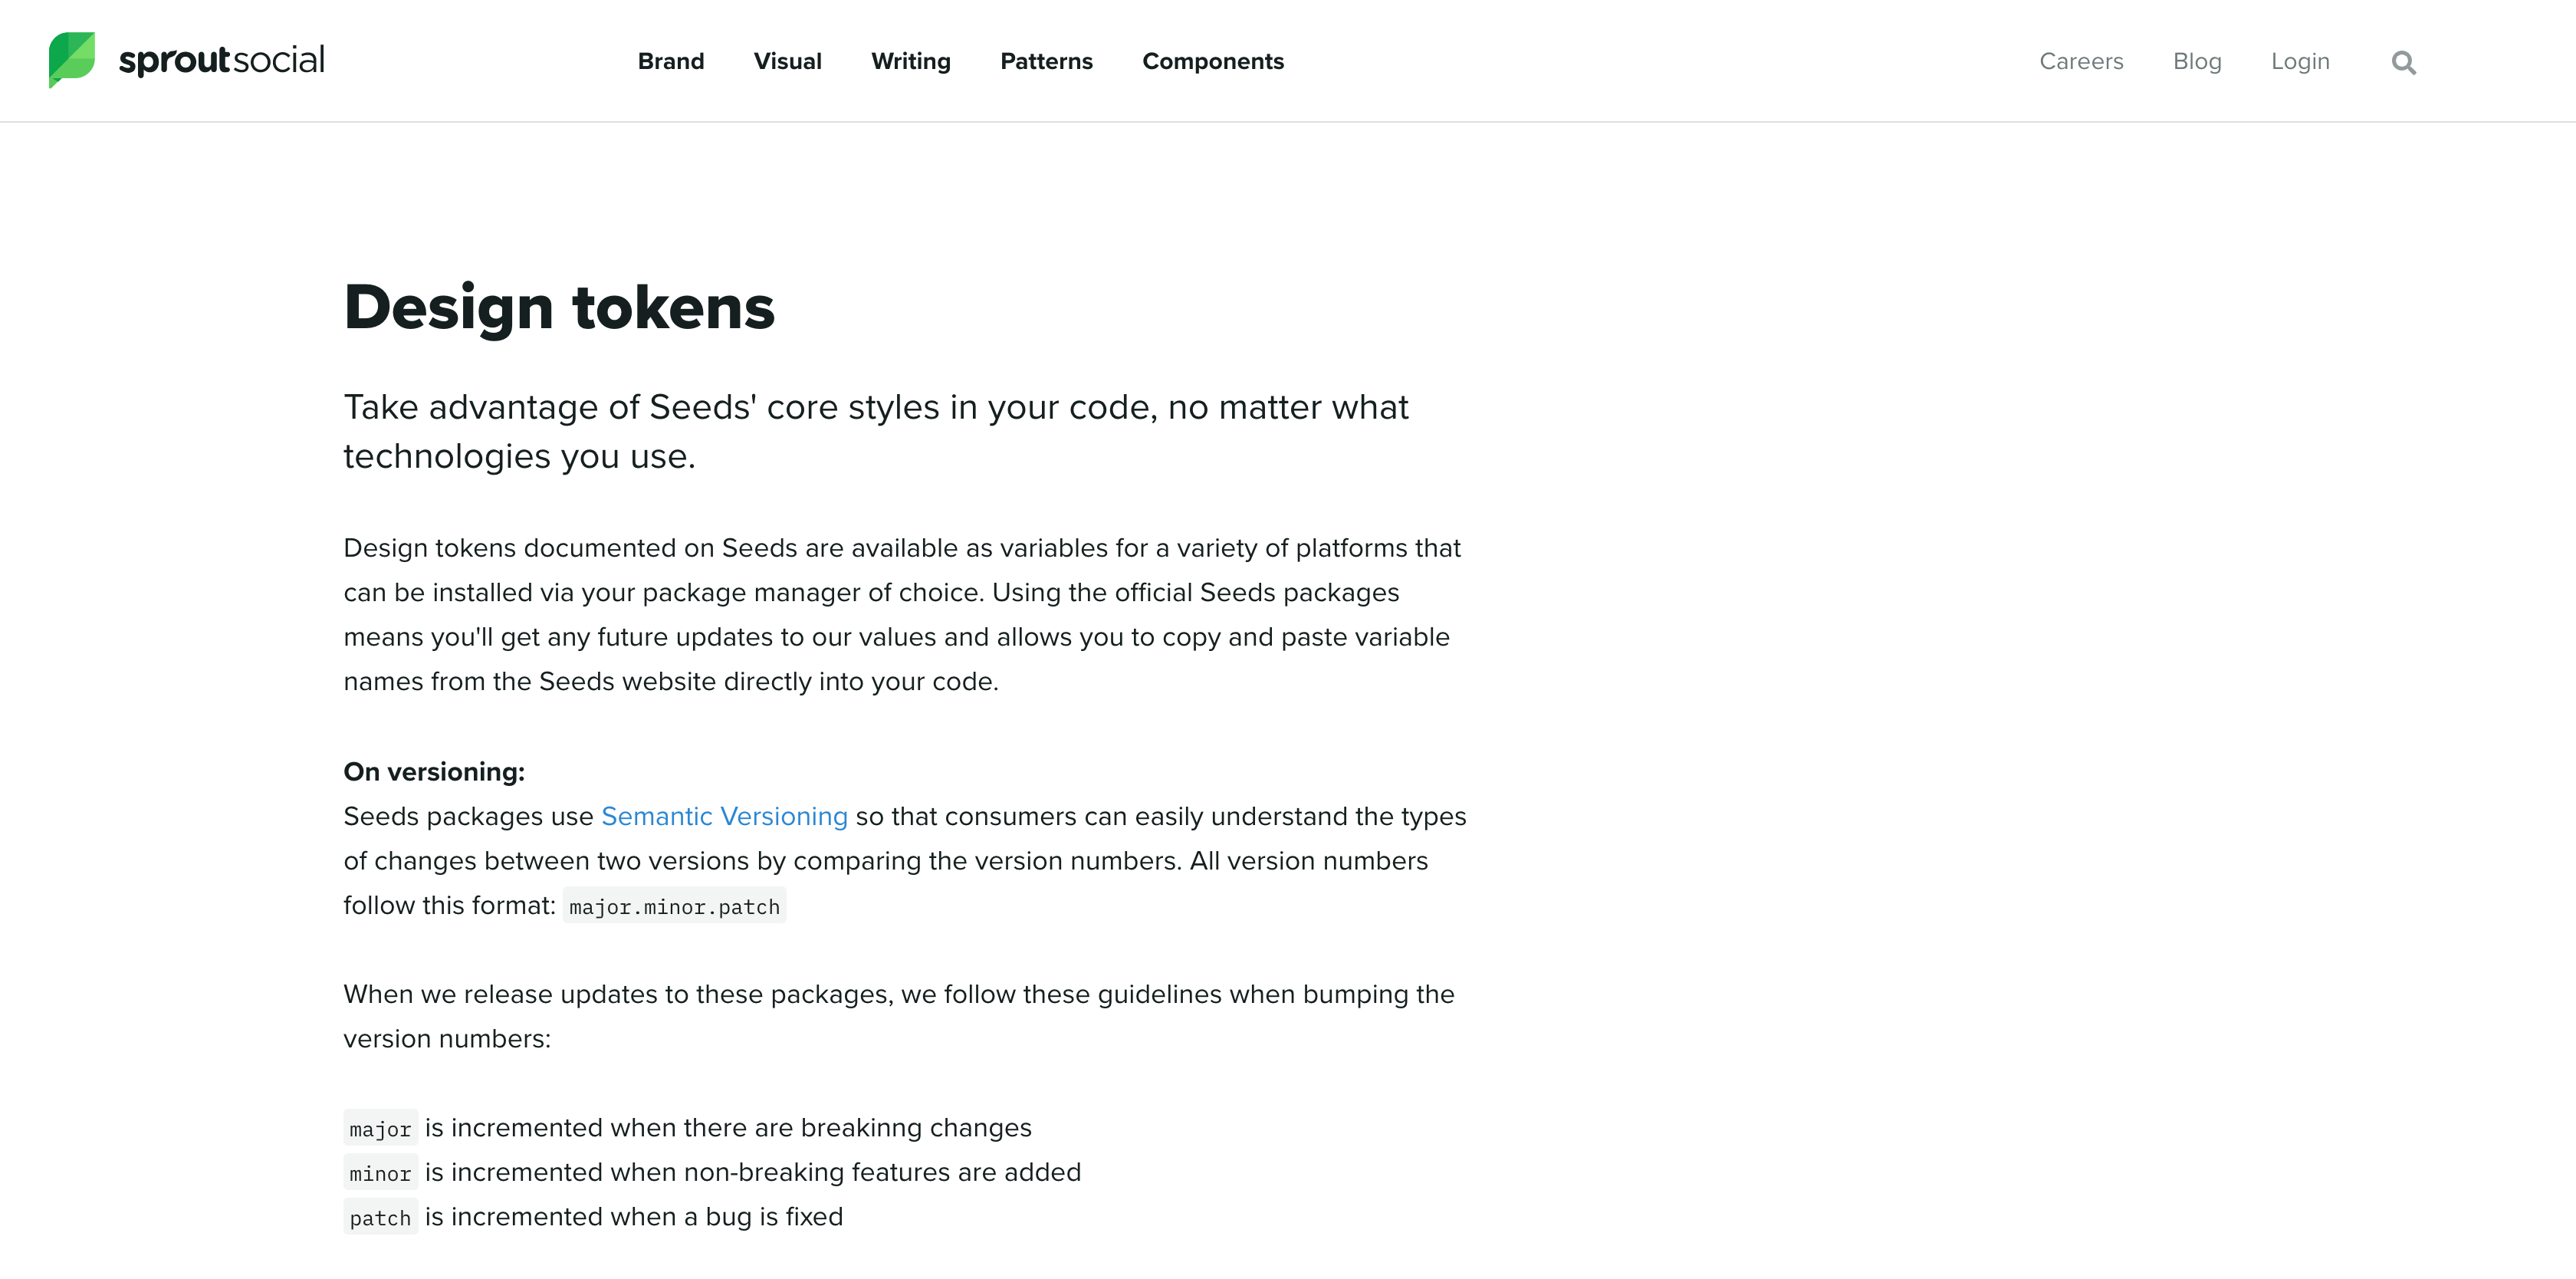 sproutsocial
Brand Visual Writing Patterns Components
Careers Blog Login
Design tokens
Take advantage of Seeds' core styles in your code, no matter what
technologies you use.
Design tokens documented on Seeds are available as variables for a variety of platforms that
can be installed via your package manager of choice. Using the official Seeds packages
means you'll get any future updates to our values and allows you to copy and paste variable
names from the Seeds website directly into your code.
On versioning:
Seeds packages use Semantic Versioning so that consumers can easily understand the types
of changes between two versions by comparing the version numbers. All version numbers
follow this format: major.minor.patch
When we release updates to these packages, we follow these guidelines when bumping the
version numbers:
major is incremented when there are breakinng changes
minor is incremented when non-breaking features are added
patch is incremented when a bug is fixed